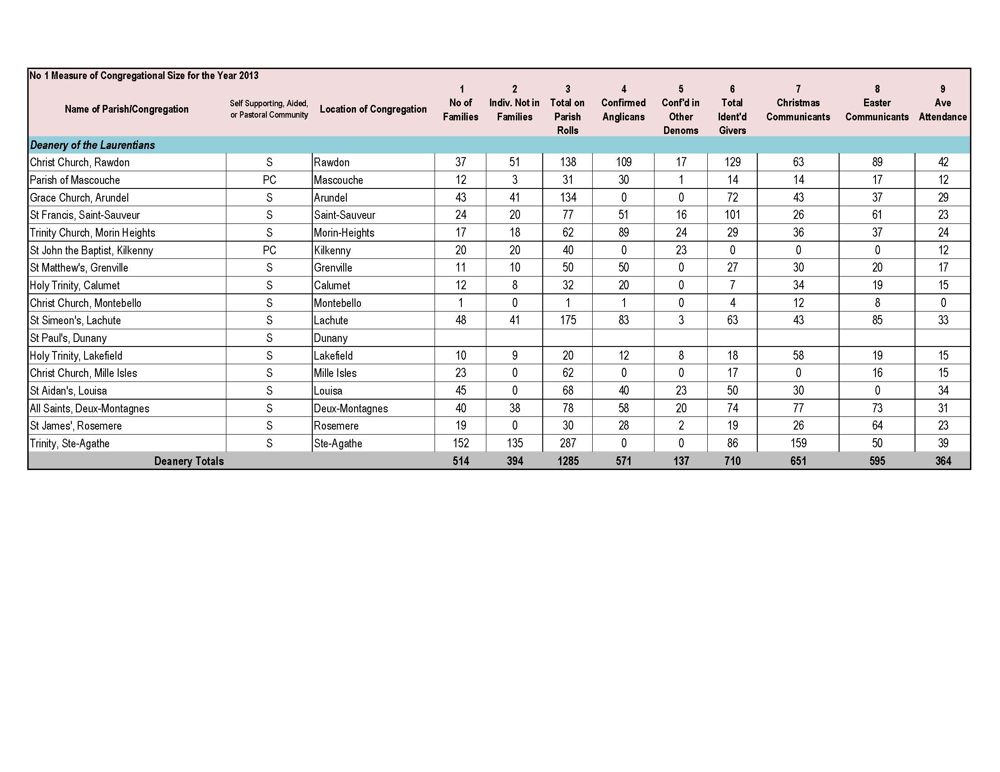 No 1 Measure of Congregational Size for the Year 2013
1 2 3 4 5 6 7 8 9
Name of Parish/Congregation Self Supporting, Aided, or Pastoral Community Location of Congregation No of Families Indiv. Not in Families Total on Parish Rolls Confirmed Anglicans Conf'd in Other Denoms Total Ident'd Givers Christmas Communicants Easter Communicants Ave Attendance
Deanery of the Laurentians
Christ Church, Rawdon S Rawdon 37 51 138 109 17 129 63 89 42
Parish of Mascouche PC Mascouche 12 3 31 30 1 14 14 17 12
Grace Church, Arundel S Arundel 43 41 134 0 0 72 43 37 29
St Francis, Saint-Sauveur S Saint-Sauveur 24 20 77 51 16 101 26 61 23
Trinity Church, Morin Heights S Morin-Heights 17 18 62 89 24 29 36 37 24
St John the Baptist, Kilkenny PC Kilkenny 20 20 40 0 23 0 0 0 12
St Matthew's, Grenville S Grenville 11 10 50 50 0 27 30 20 17
Holy Trinity, Calumet S Calumet 12 8 32 20 0 7 34 19 15
Christ Church, Montebello S Montebello 1 0 1 1 0 4 12 8 0
St Simeon's, Lachute S Lachute 48 41 175 83 3 63 43 85 33
St Paul's, Dunany S Dunany
Holy Trinity, Lakefield S Lakefield 10 9 20 12 8 18 58 19 15
Christ Church, Mille Isles S Mille Isles 23 0 62 0 0 17 0 16 15
St Aidan's, Louisa S Louisa 45 0 68 40 23 50 30 0 34
All Saints, Deux-Montagnes S Deux-Montagnes 40 38 78 58 20 74 77 73 31
St James', Rosemere S Rosemere 19 0 30 28 2 19 26 64 23
Trinity, Ste-Agathe S Ste-Agathe 152 135 287 0 0 86 159 50 39
Deanery Totals 514 394 1285 571 137 710 651 595 364